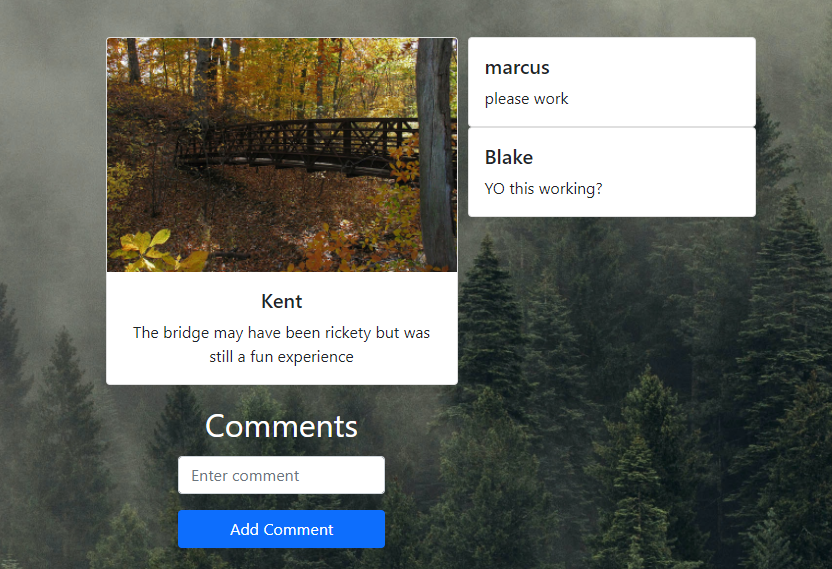 Kent
The bridge may have been rickety but was
still a fun experience
Comments
Enter comment
Add Comment
marcus
please work
Blake
YO this working?